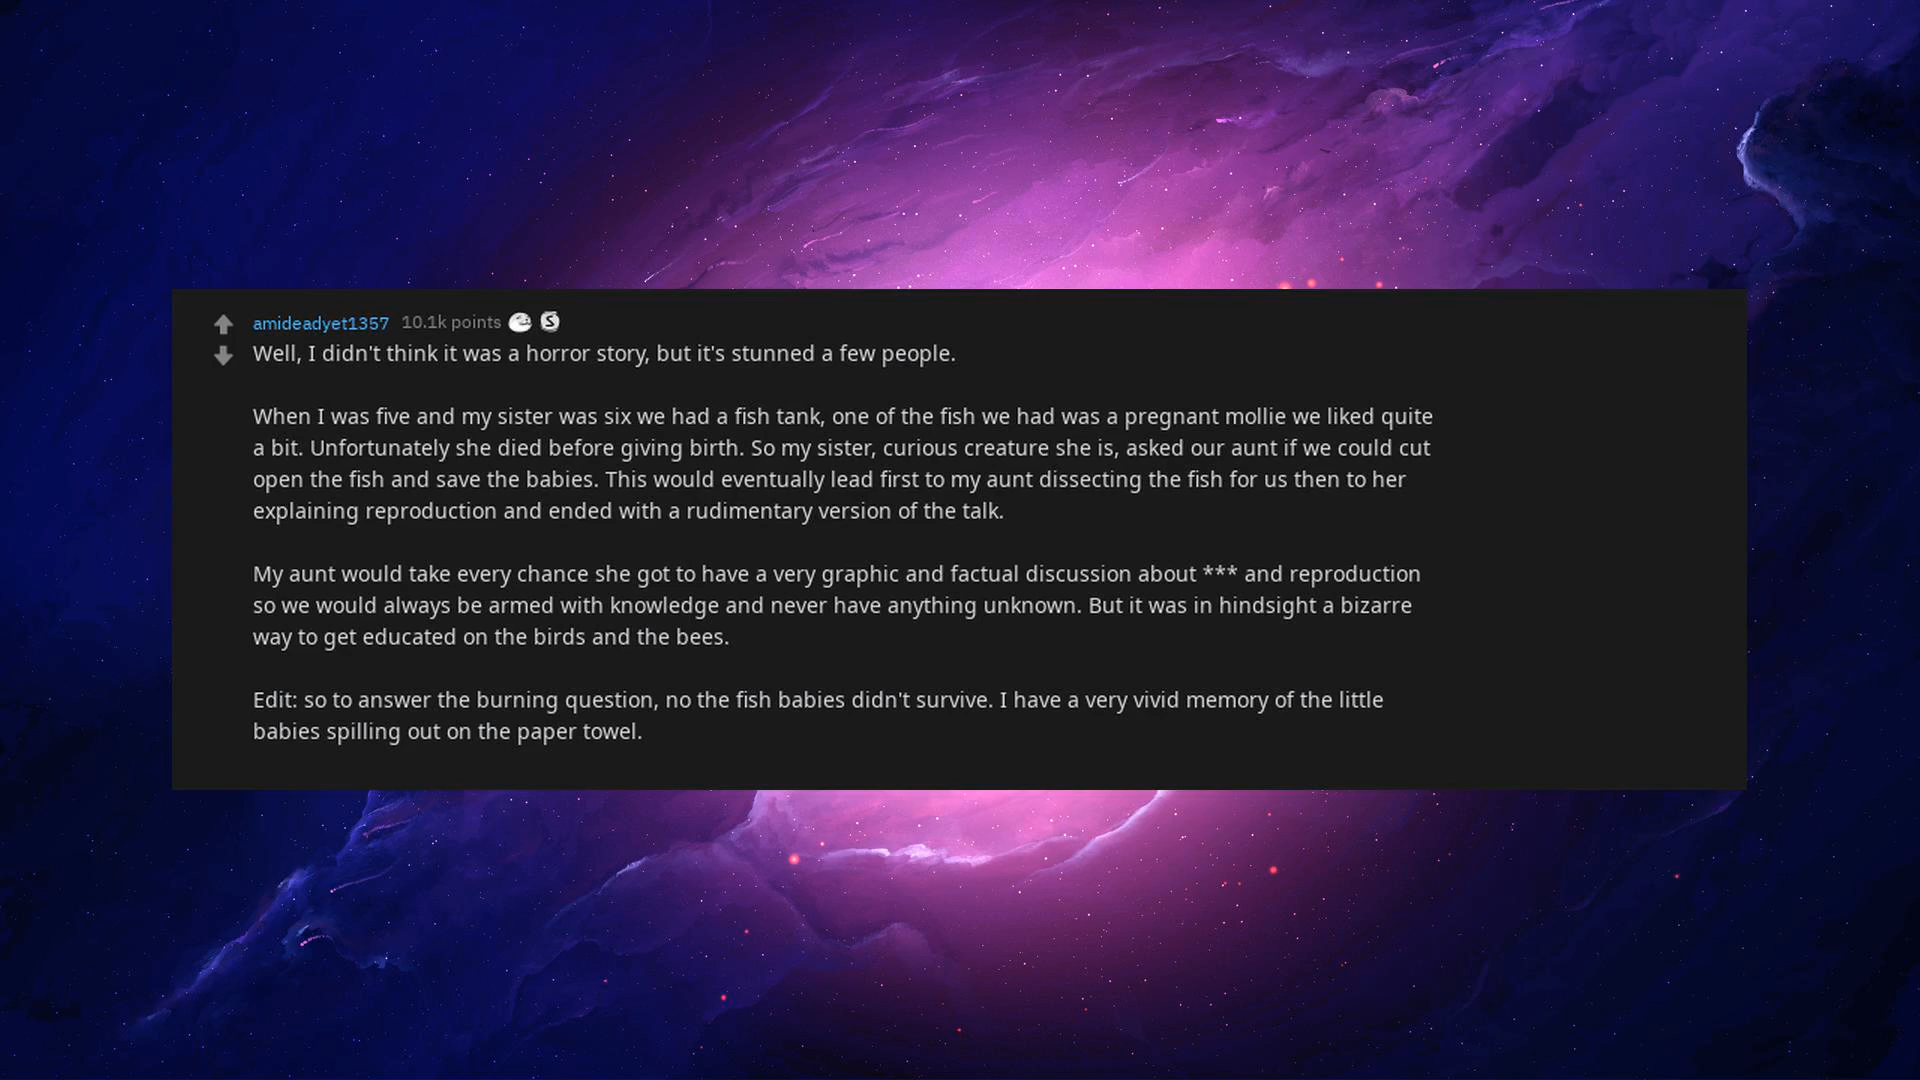 amideadyet1357 10.1k points
Well, I didn't think it was a horror story, but it's stunned a few people.
When I was five and my sister was six we had a fish tank, one of the fish we had was a pregnant mollie we liked quite
a bit. Unfortunately she died before giving birth. So my sister, curious creature she is, asked our aunt if we could cut
open the fish and save the babies. This would eventually lead first to my aunt dissecting the fish for us then to her
explaining reproduction and ended with a rudimentary version of the talk.
My aunt would take every chance she got to have a very graphic and factual discussion about *** and reproduction
so we would always be armed with knowledge and never have anything unknown. But it was in hindsight a bizarre
way to get educated on the birds and the bees.
Edit: so to answer the burning question, no the fish babies didn't survive. I have a very vivid memory of the little
babies spilling out on the paper towel.